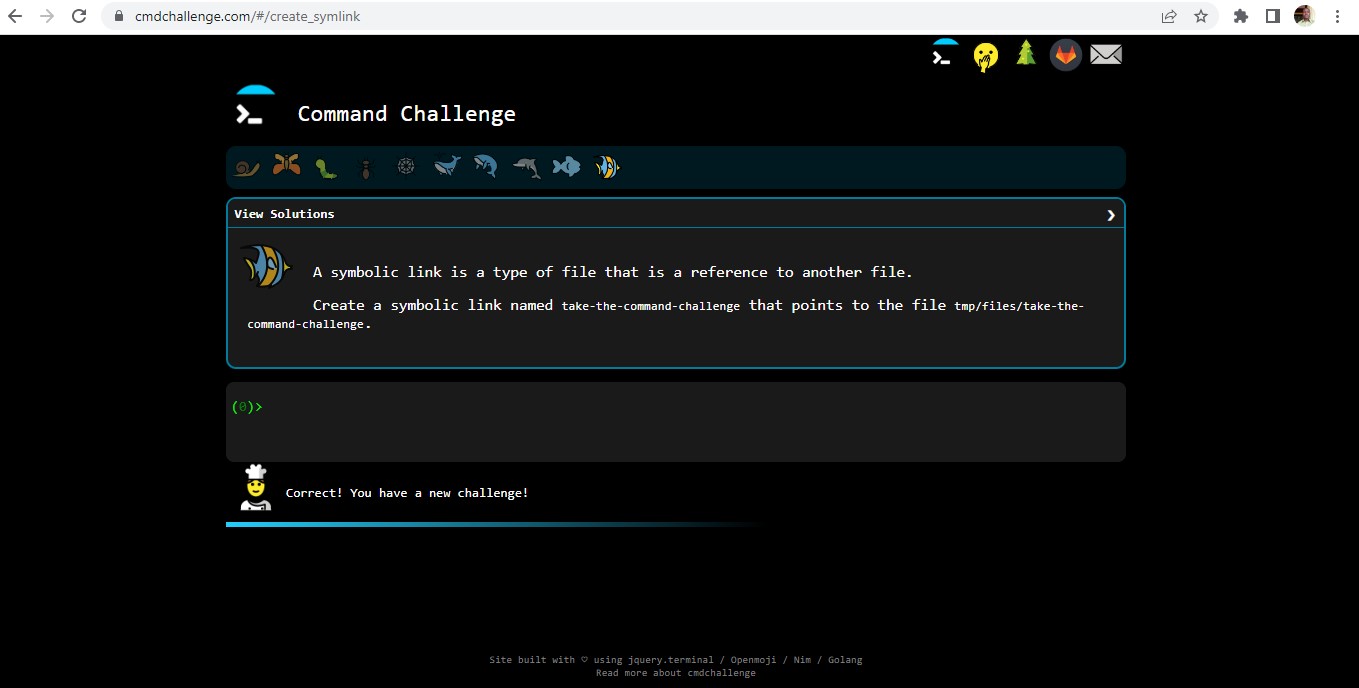 cmdchallenge.com/#/create_symlink
Command Challenge
View Solutions
A symbolic link is a type of file that is a reference to another file.
Create a symbolic link named take-the-command-challenge that points to the file tmp/files/take-the-
command-challenge.
(0)>
Correct! You have a new challenge!
Site built with ♡ using jquery.terminal / Openmoji / Nim / Golang
Read more about cmdchallenge